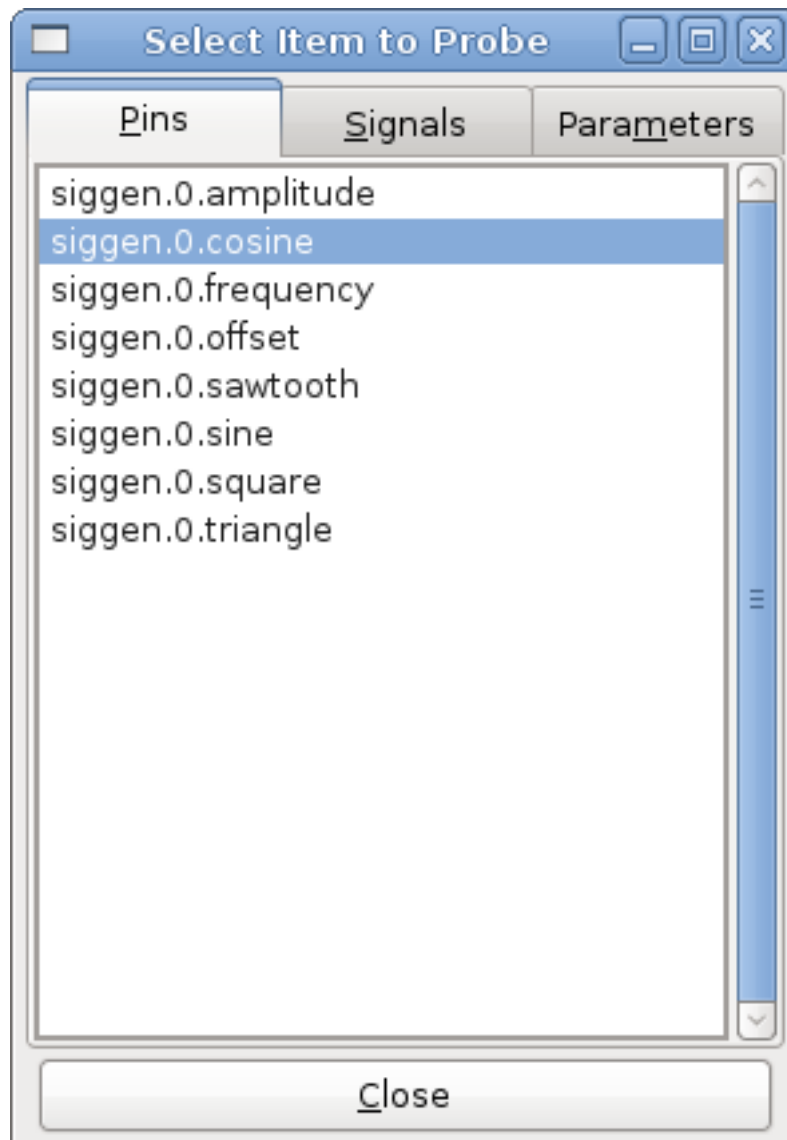 Select Item to Probe
Pins Signals Parameters
siggen.0.amplitude
siggen.0.cosine
siggen.0.frequency
siggen.0.offset
siggen.0.sawtooth
siggen.0.sine
siggen.0.square
siggen.0.triangle
Close